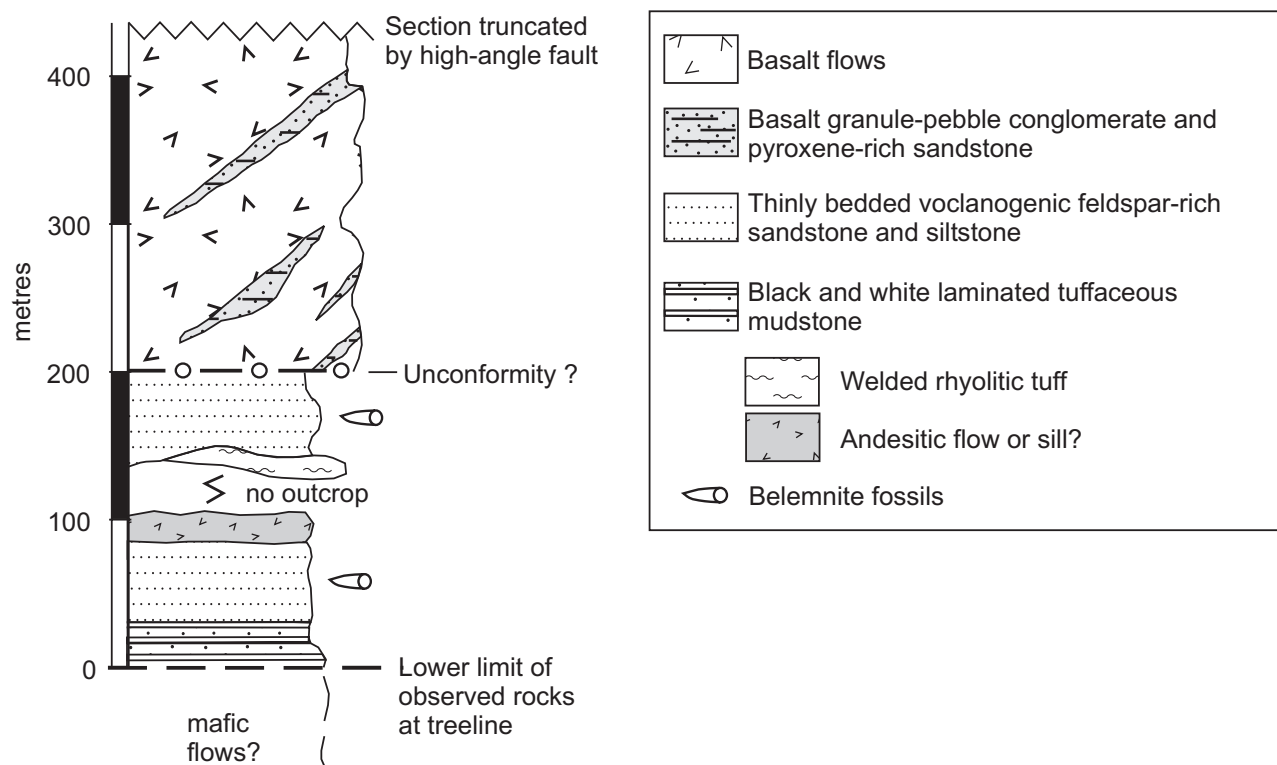 Section truncated
by high-angle fault
400
300
metres
200
Unconformity ?
no outcrop
100
0
Lower limit of
observed rocks
at treeline
mafic
flows?
Basalt flows
Basalt granule-pebble conglomerate and
pyroxene-rich sandstone
Thinly bedded voclanogenic feldspar-rich
sandstone and siltstone
Black and white laminated tuffaceous
mudstone
Welded rhyolitic tuff
Andesitic flow or sill?
Belemnite fossils